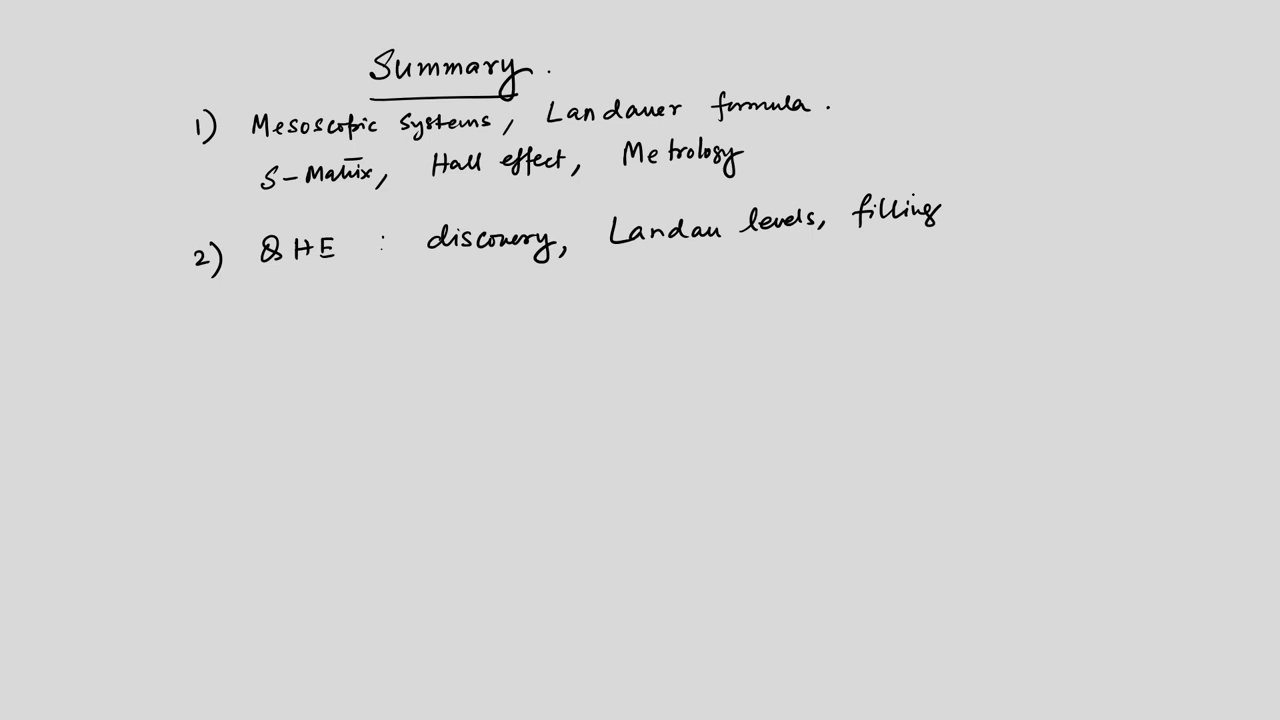 Summary.
1) Mesoscopic systems, Landauer formula.
S-Matrix, Hall effect, Metrology
2) QHE : discovery, Landau levels, filling